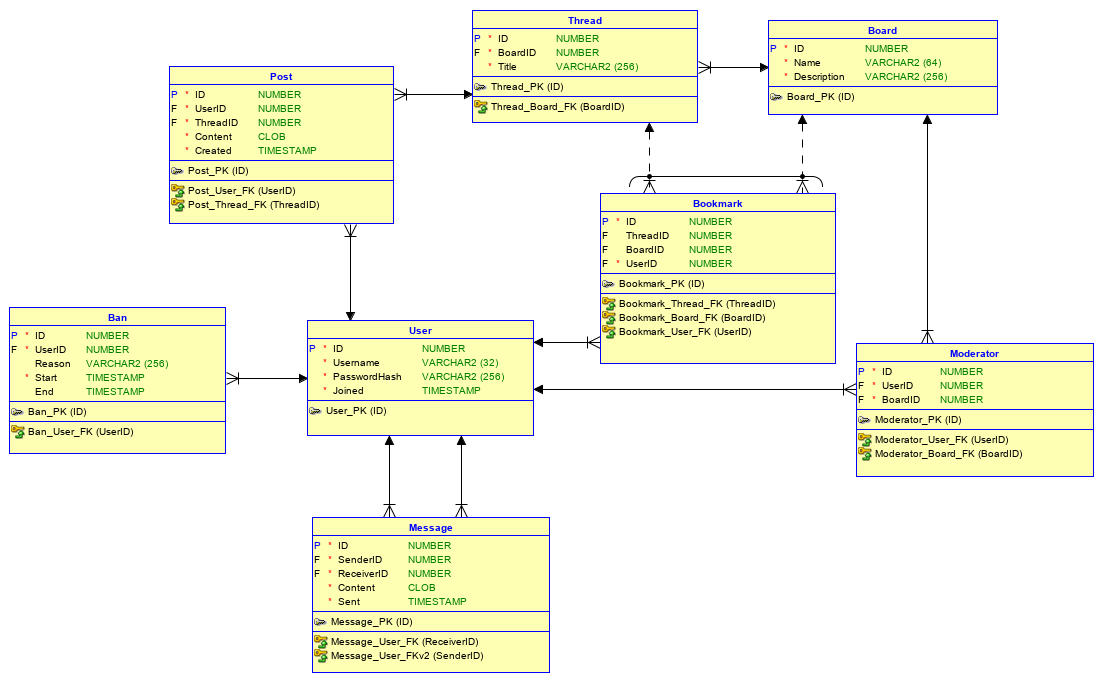 Thread
P * ID NUMBER
F * BoardID NUMBER
* Title VARCHAR2 (256)
Thread_PK (ID)
Thread_Board_FK (BoardID)
Board
P * ID NUMBER
* Name VARCHAR2 (64)
* Description VARCHAR2 (256)
Board_PK (ID)
Post
P * ID NUMBER
F * UserID NUMBER
F * ThreadID NUMBER
* Content CLOB
* Created TIMESTAMP
Post_PK (ID)
Post_User_FK (UserID)
Post_Thread_FK (ThreadID)
Bookmark
P * ID NUMBER
F ThreadID NUMBER
F BoardID NUMBER
F * UserID NUMBER
Bookmark_PK (ID)
Bookmark_Thread_FK (ThreadID)
Bookmark_Board_FK (BoardID)
Bookmark_User_FK (UserID)
Ban
P * ID NUMBER
F * UserID NUMBER
Reason VARCHAR2 (256)
* Start TIMESTAMP
End TIMESTAMP
Ban_PK (ID)
Ban_User_FK (UserID)
User
P * ID NUMBER
* Username VARCHAR2 (32)
* PasswordHash VARCHAR2 (256)
* Joined TIMESTAMP
User_PK (ID)
Moderator
P * ID NUMBER
F * UserID NUMBER
F * BoardID NUMBER
Moderator_PK (ID)
Moderator_User_FK (UserID)
Moderator_Board_FK (BoardID)
Message
P * ID NUMBER
F * SenderID NUMBER
F * ReceiverID NUMBER
* Content CLOB
* Sent TIMESTAMP
Message_PK (ID)
Message_User_FK (ReceiverID)
Message_User_FKv2 (SenderID)